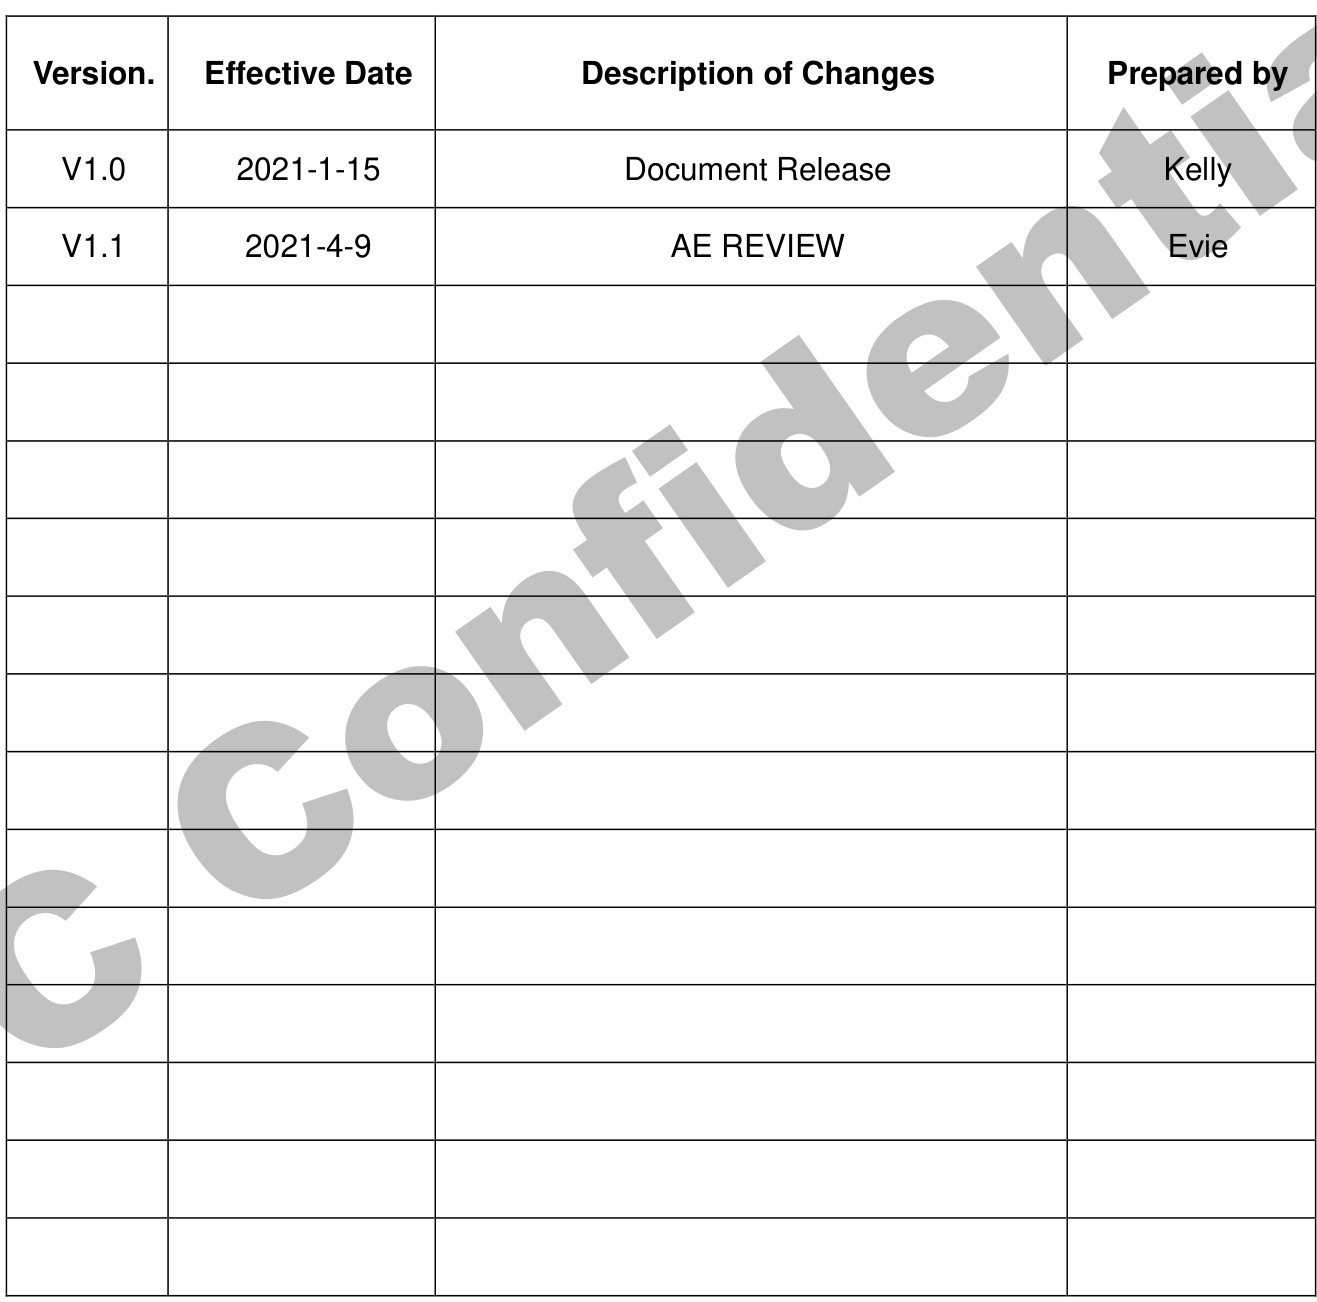 Version. Effective Date Description of Changes Prepared by
V1.0 2021-1-15 Document Release Kelly
V1.1 2021-4-9 AE REVIEW Evie
C Confidentia